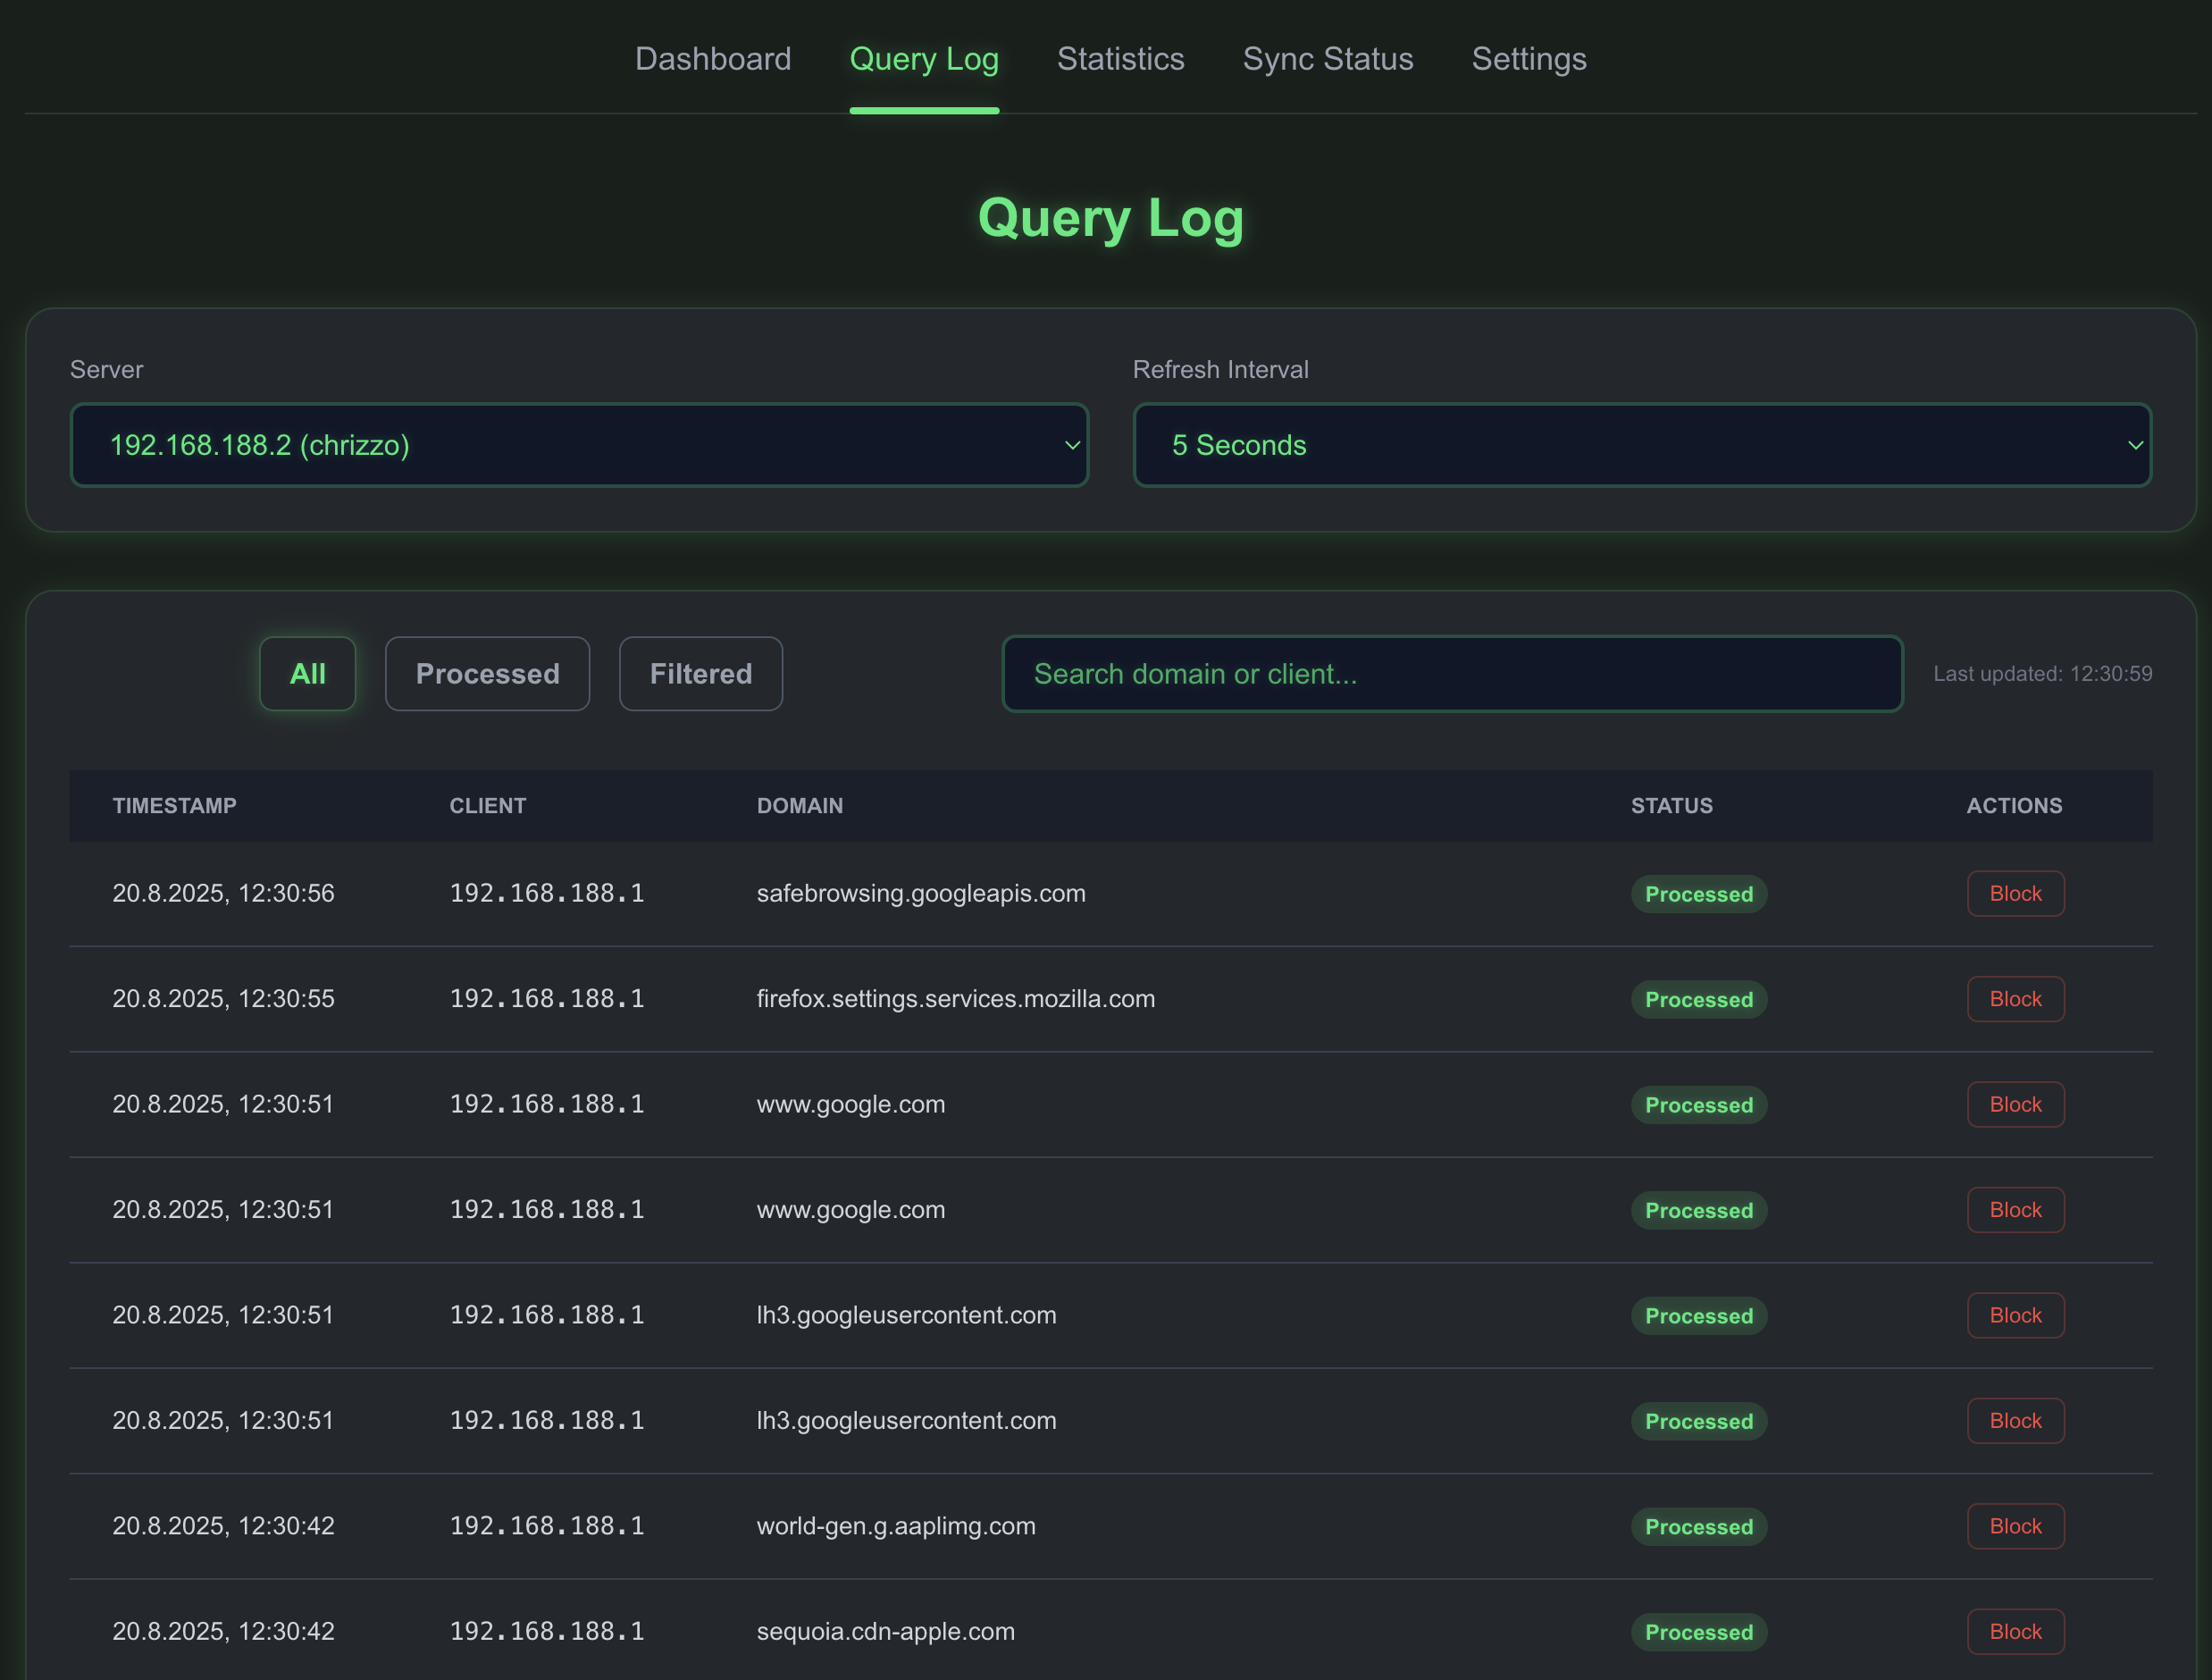 Dashboard Query Log Statistics Sync Status Settings
Query Log
Server Refresh Interval
192.168.188.2 (chrizzo) 5 Seconds
All Processed Filtered Search domain or client... Last updated: 12:30:59
TIMESTAMP CLIENT DOMAIN STATUS ACTIONS
20.8.2025, 12:30:56 192.168.188.1 safebrowsing.googleapis.com Processed Block
20.8.2025, 12:30:55 192.168.188.1 firefox.settings.services.mozilla.com Processed Block
20.8.2025, 12:30:51 192.168.188.1 www.google.com Processed Block
20.8.2025, 12:30:51 192.168.188.1 www.google.com Processed Block
20.8.2025, 12:30:51 192.168.188.1 lh3.googleusercontent.com Processed Block
20.8.2025, 12:30:51 192.168.188.1 lh3.googleusercontent.com Processed Block
20.8.2025, 12:30:42 192.168.188.1 world-gen.g.aaplimg.com Processed Block
20.8.2025, 12:30:42 192.168.188.1 sequoia.cdn-apple.com Processed Block